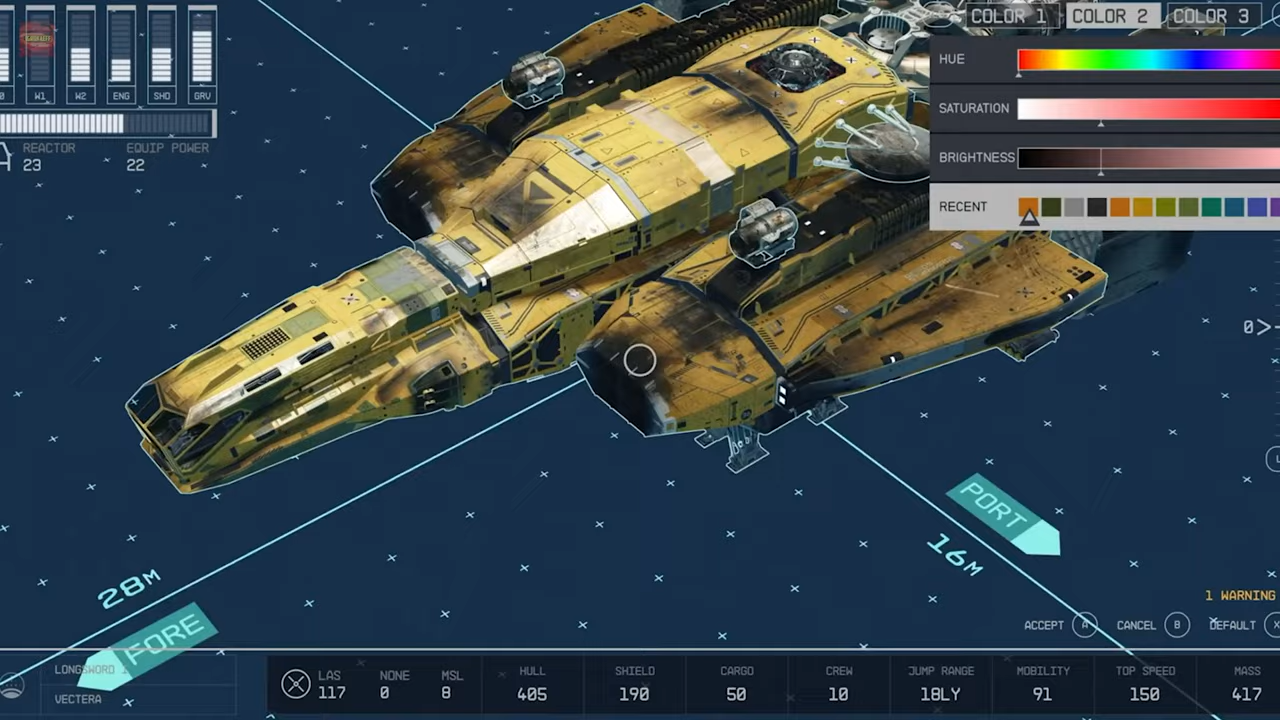 COLOR 1 COLOR 2 COLOR 3
HUE
SATURATION
BRIGHTNESS
RECENT
W1 W2 ENG SHD GRV
REACTOR
23
EQUIP POWER
22
PORT
16M
28M
FORE
1 WARNING
ACCEPT A CANCEL B DEFAULT X
LONGSWORD
VECTERA
LAS
117
NONE
0
MSL
8
HULL
405
SHIELD
190
CARGO
50
CREW
10
JUMP RANGE
18LY
MOBILITY
91
TOP SPEED
150
MASS
417